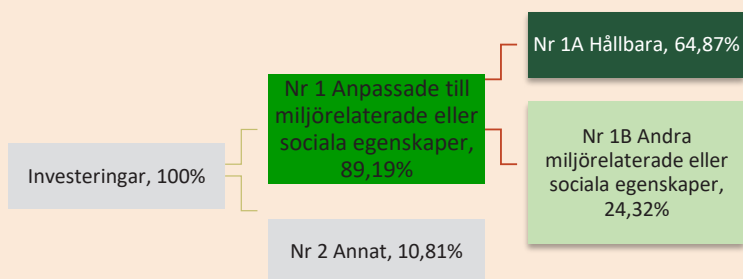 Investeringar, 100%
Nr 1 Anpassade till
miljörelaterade eller
sociala egenskaper,
89,19%
Nr 2 Annat, 10,81%
Nr 1A Hållbara, 64,87%
Nr 1B Andra
miljörelaterade eller
sociala egenskaper,
24,32%